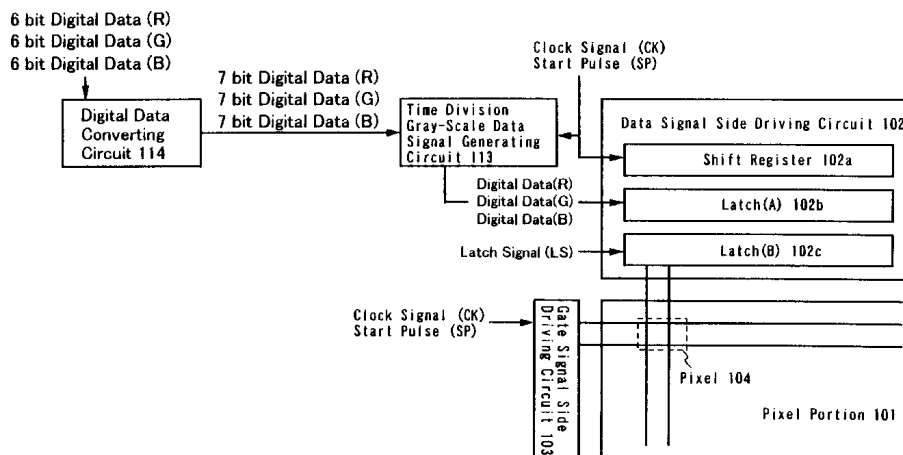 6 bit Digital Data (R)
6 bit Digital Data (G)
6 bit Digital Data (B)
7 bit Digital Data (R)
7 bit Digital Data (G)
7 bit Digital Data (B)
Digital Data
Converting
Circuit 114
Time Division
Gray-Scale Data
Signal Generating
Circuit 113
Clock Signal (CK)
Start Pulse (SP)
Data Signal Side Driving Circuit 102
Shift Register 102a
Digital Data(R)
Digital Data(G)
Digital Data(B)
Latch(A) 102b
Latch Signal (LS)
Latch(B) 102c
Clock Signal (CK)
Start Pulse (SP)
Gate Signal Side
Driving Circuit 103
Pixel 104
Pixel Portion 101